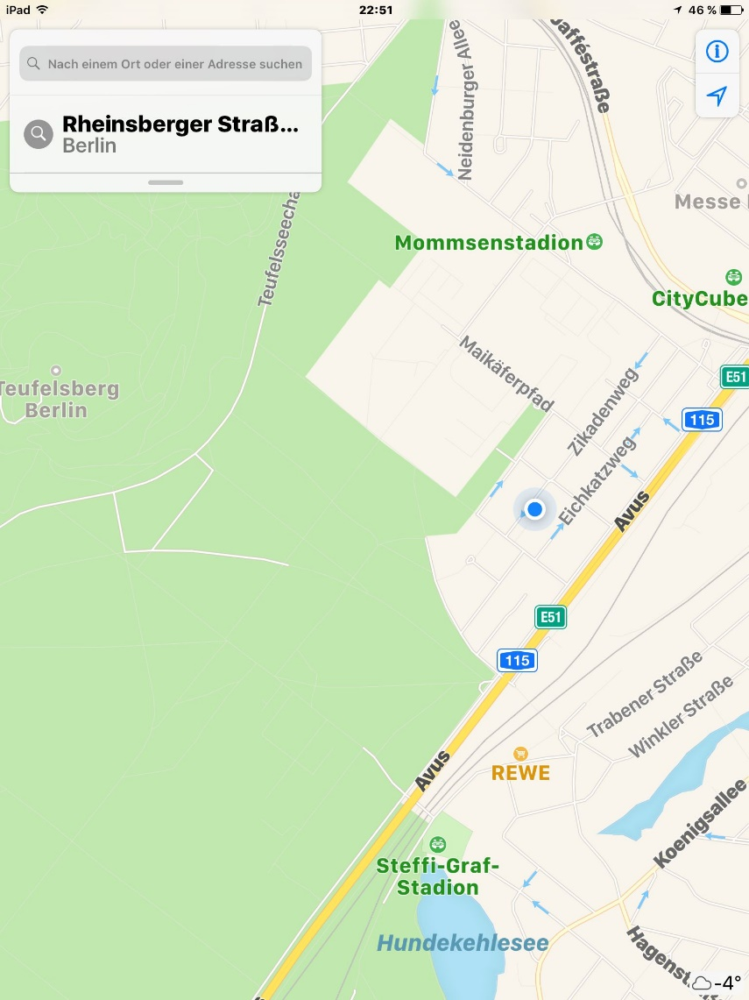 iPad 22:51 46 %
Nach einem Ort oder einer Adresse suchen
Rheinsberger Straß...
Berlin
Neidenburger Allee
Messe
Teufelsseecha
Mommsenstadion
CityCube
Maikäferpfad
E51
Teufelsberg
Berlin
Zikadenweg
115
Eichkatzweg
Avus
E51
115
Trabener Straße
Winkler Straße
Avus
REWE
Koenigsallee
Steffi-Graf-
Stadion
Hundekehlesee
Hagenst
-4°